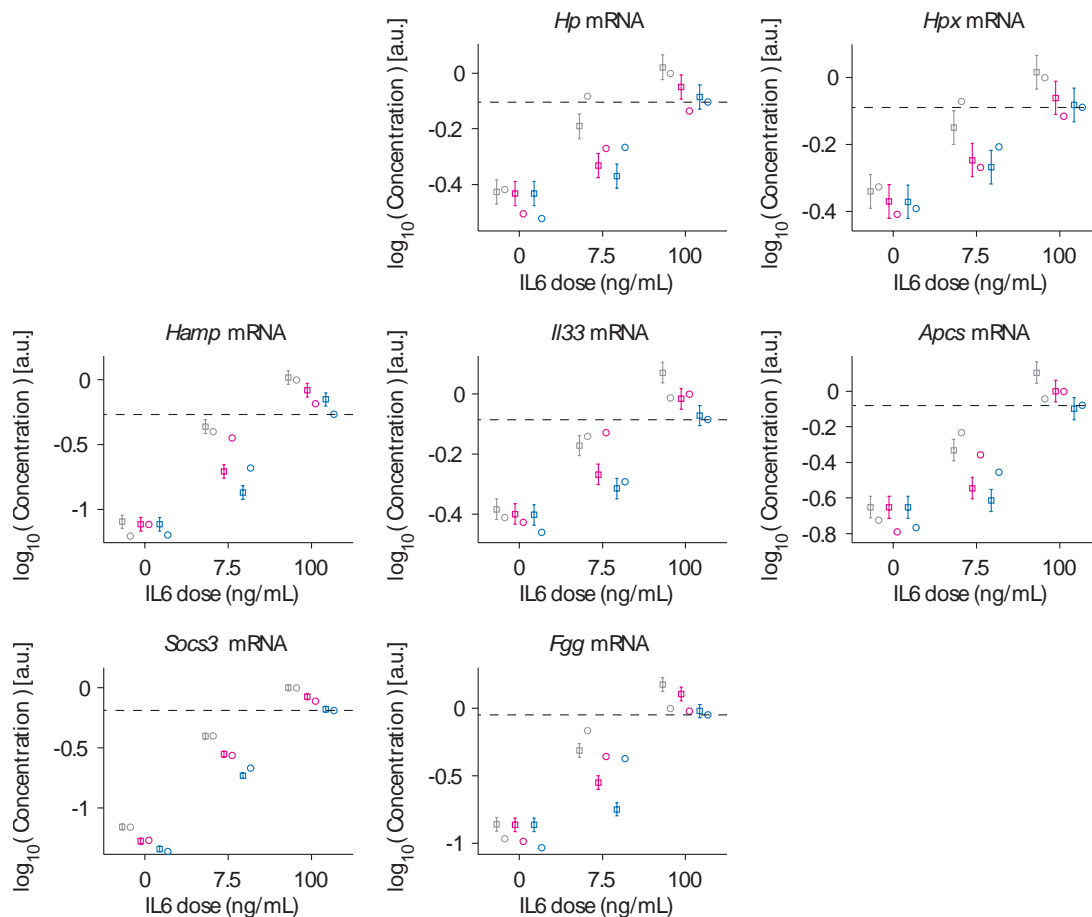 Hp mRNA
log10( Concentration ) [a.u.]
0
-0.2
-0.4
0 7.5 100
IL6 dose (ng/mL)
Hpx mRNA
log10( Concentration ) [a.u.]
0
-0.2
-0.4
0 7.5 100
IL6 dose (ng/mL)
Hamp mRNA
log10( Concentration ) [a.u.]
0
-0.5
-1
0 7.5 100
IL6 dose (ng/mL)
Il33 mRNA
log10( Concentration ) [a.u.]
0
-0.2
-0.4
0 7.5 100
IL6 dose (ng/mL)
Apcs mRNA
log10( Concentration ) [a.u.]
0
-0.2
-0.4
-0.6
-0.8
0 7.5 100
IL6 dose (ng/mL)
Socs3 mRNA
log10( Concentration ) [a.u.]
0
-0.5
-1
0 7.5 100
IL6 dose (ng/mL)
Fgg mRNA
log10( Concentration ) [a.u.]
0
-0.5
-1
0 7.5 100
IL6 dose (ng/mL)